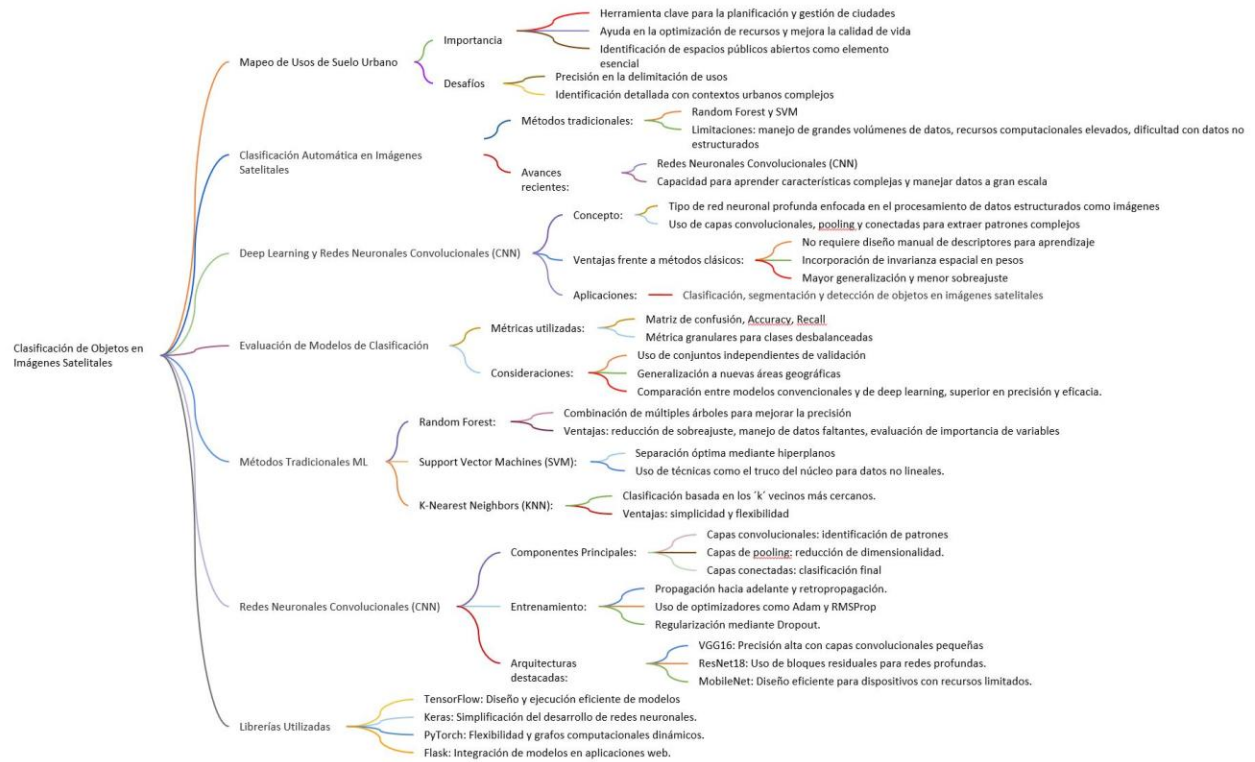 Clasificación de Objetos en
Imágenes Satelitales
Mapeo de Usos de Suelo Urbano
Importancia
Herramienta clave para la planificación y gestión de ciudades
Ayuda en la optimización de recursos y mejora la calidad de vida
Identificación de espacios públicos abiertos como elemento
esencial
Desafíos
Precisión en la delimitación de usos
Identificación detallada con contextos urbanos complejos
Clasificación Automática en Imágenes
Satelitales
Métodos tradicionales:
Random Forest y SVM
Limitaciones: manejo de grandes volúmenes de datos, recursos computacionales elevados, dificultad con datos no
estructurados
Avances
recientes:
Redes Neuronales Convolucionales (CNN)
Capacidad para aprender características complejas y manejar datos a gran escala
Deep Learning y Redes Neuronales Convolucionales (CNN)
Concepto:
Tipo de red neuronal profunda enfocada en el procesamiento de datos estructurados como imágenes
Uso de capas convolucionales, pooling y conectadas para extraer patrones complejos
Ventajas frente a métodos clásicos:
No requiere diseño manual de descriptores para aprendizaje
Incorporación de invarianza espacial en pesos
Mayor generalización y menor sobreajuste
Aplicaciones:
Clasificación, segmentación y detección de objetos en imágenes satelitales
Evaluación de Modelos de Clasificación
Métricas utilizadas:
Matriz de confusión, Accuracy, Recall
Métrica granulares para clases desbalanceadas
Consideraciones:
Uso de conjuntos independientes de validación
Generalización a nuevas áreas geográficas
Comparación entre modelos convencionales y de deep learning, superior en precisión y eficacia.
Métodos Tradicionales ML
Random Forest:
Combinación de múltiples árboles para mejorar la precisión
Ventajas: reducción de sobreajuste, manejo de datos faltantes, evaluación de importancia de variables
Support Vector Machines (SVM):
Separación óptima mediante hiperplanos
Uso de técnicas como el truco del núcleo para datos no lineales.
K-Nearest Neighbors (KNN):
Clasificación basada en los ´k´ vecinos más cercanos.
Ventajas: simplicidad y flexibilidad
Redes Neuronales Convolucionales (CNN)
Componentes Principales:
Capas convolucionales: identificación de patrones
Capas de pooling: reducción de dimensionalidad.
Capas conectadas: clasificación final
Entrenamiento:
Propagación hacia adelante y retropropagación.
Uso de optimizadores como Adam y RMSProp
Regularización mediante Dropout.
Arquitecturas
destacadas:
VGG16: Precisión alta con capas convolucionales pequeñas
ResNet18: Uso de bloques residuales para redes profundas.
MobileNet: Diseño eficiente para dispositivos con recursos limitados.
Librerías Utilizadas
TensorFlow: Diseño y ejecución eficiente de modelos
Keras: Simplificación del desarrollo de redes neuronales.
PyTorch: Flexibilidad y grafos computacionales dinámicos.
Flask: Integración de modelos en aplicaciones web.